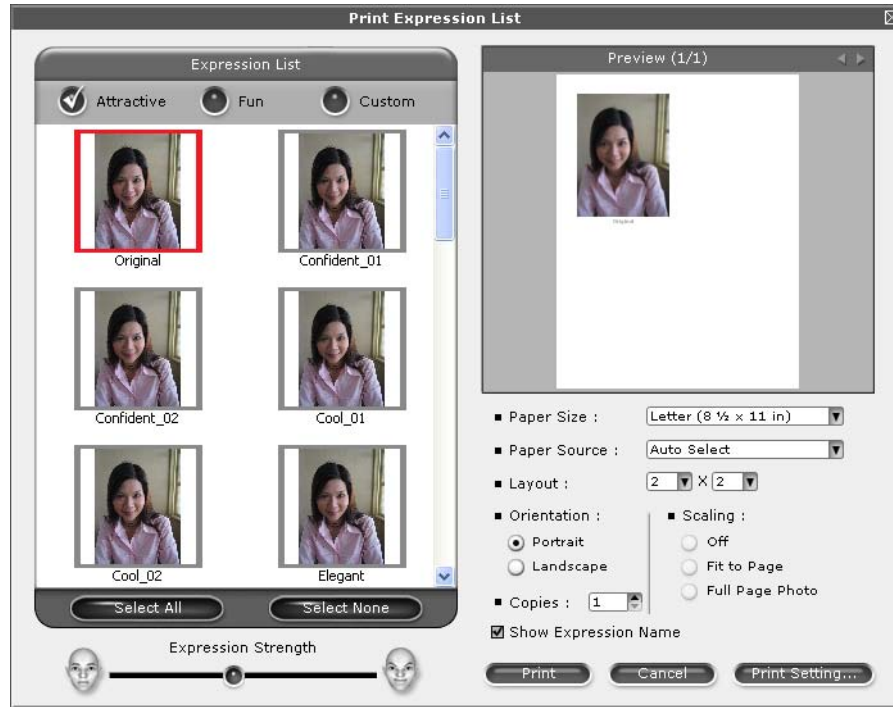 Print Expression List
Expression List
Attractive
Fun
Custom
Original
Confident_01
Confident_02
Cool_01
Cool_02
Elegant
Select All
Select None
Expression Strength
Preview (1/1)
Original
Paper Size :
Letter (8 ½ x 11 in)
Paper Source :
Auto Select
Layout :
2 X 2
Orientation :
Portrait
Landscape
Scaling :
Off
Fit to Page
Full Page Photo
Copies : 1
Show Expression Name
Print
Cancel
Print Setting...